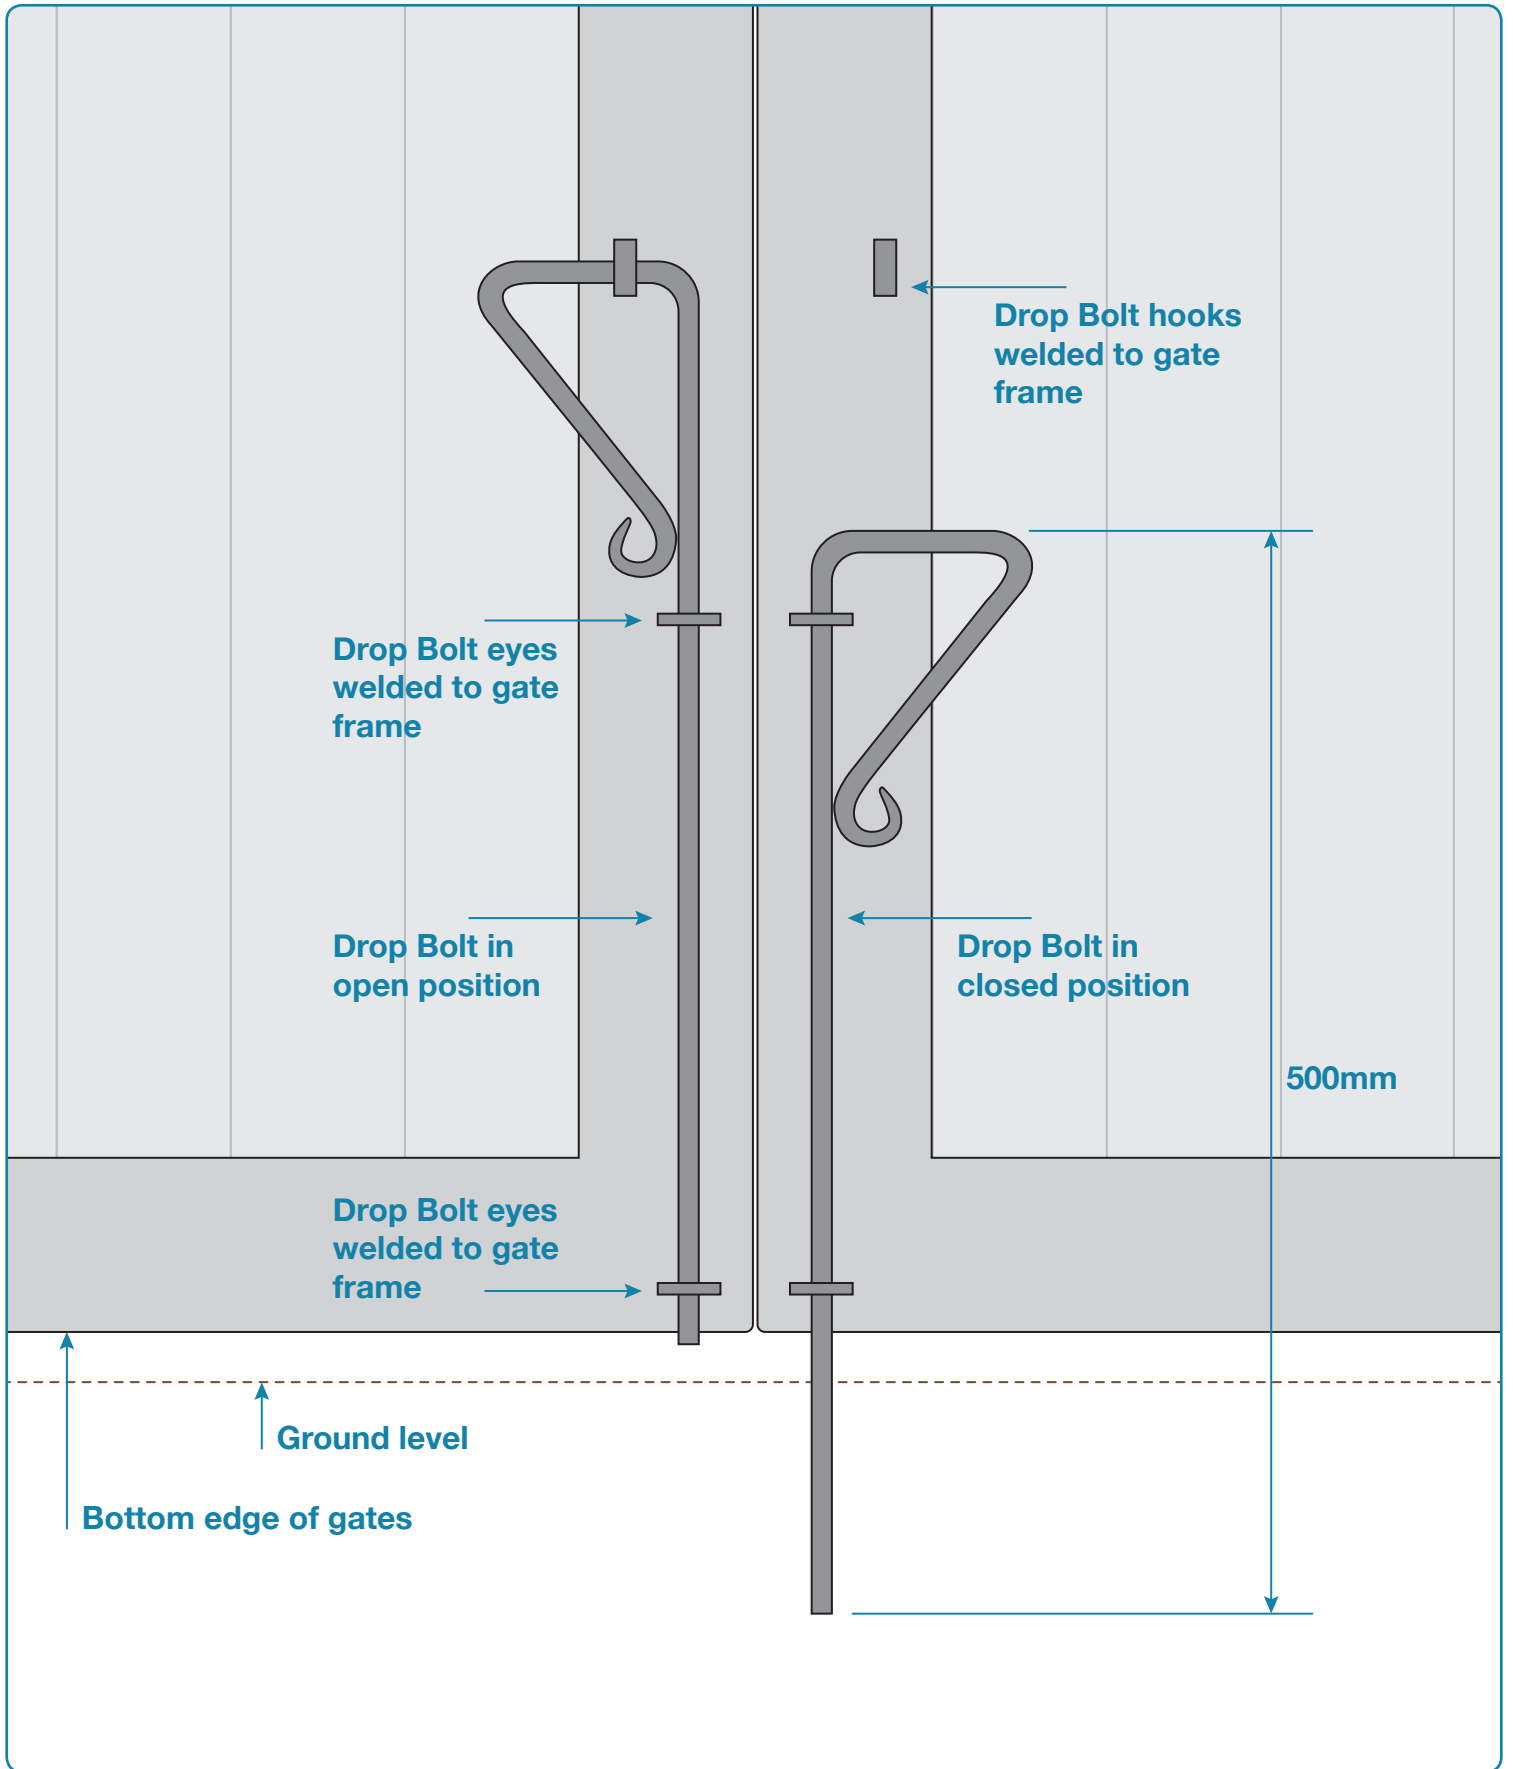 Drop Bolt hooks
welded to gate
frame
Drop Bolt eyes
welded to gate
frame
Drop Bolt in
open position
Drop Bolt in
closed position
500mm
Drop Bolt eyes
welded to gate
frame
Ground level
Bottom edge of gates